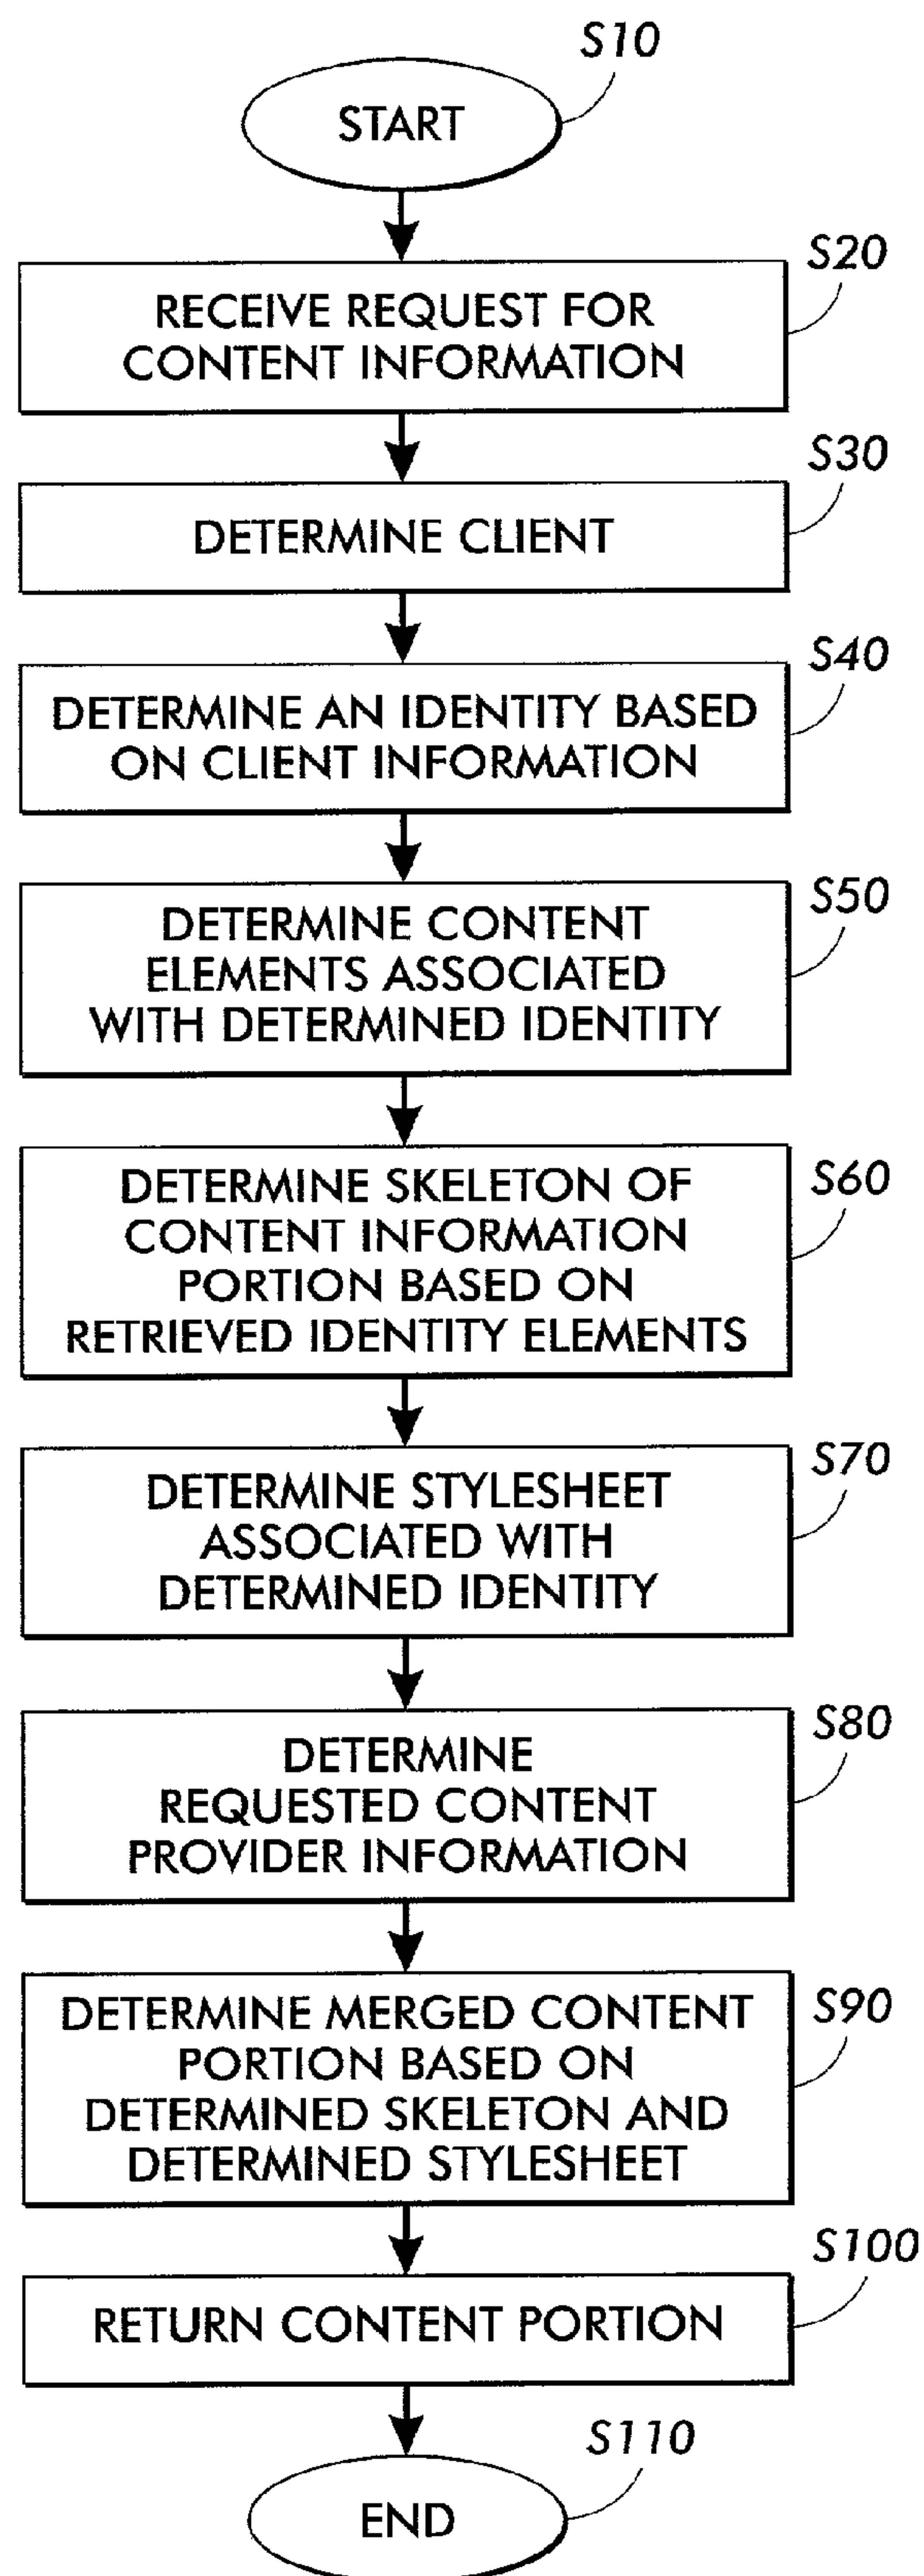 S10
START
S20
RECEIVE REQUEST FOR
CONTENT INFORMATION
S30
DETERMINE CLIENT
S40
DETERMINE AN IDENTITY BASED
ON CLIENT INFORMATION
S50
DETERMINE CONTENT
ELEMENTS ASSOCIATED
WITH DETERMINED IDENTITY
S60
DETERMINE SKELETON OF
CONTENT INFORMATION
PORTION BASED ON
RETRIEVED IDENTITY ELEMENTS
S70
DETERMINE STYLESHEET
ASSOCIATED WITH
DETERMINED IDENTITY
S80
DETERMINE
REQUESTED CONTENT
PROVIDER INFORMATION
S90
DETERMINE MERGED CONTENT
PORTION BASED ON
DETERMINED SKELETON AND
DETERMINED STYLESHEET
S100
RETURN CONTENT PORTION
S110
END